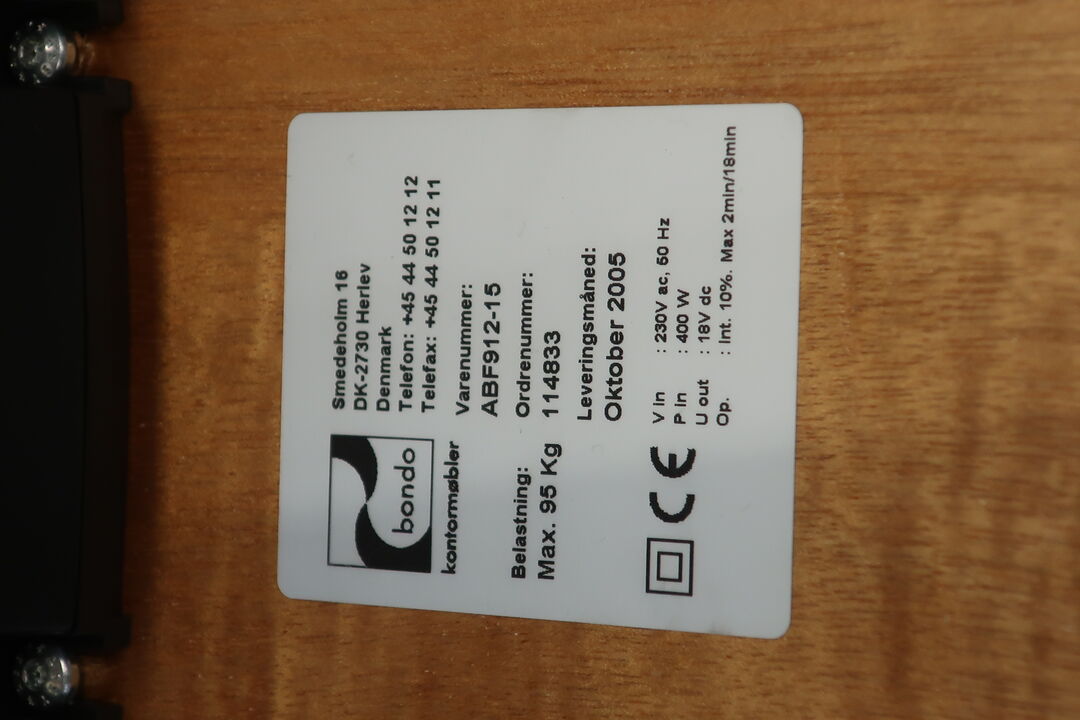 bondo
kontormøbler
Smedeholm 16
DK-2730 Herlev
Denmark
Telefon: +45 44 50 12 12
Telefax: +45 44 50 12 11
Varenummer:
ABF912-15
Belastning:
Max. 95 Kg
Ordrenummer:
114833
Leveringsmåned:
Oktober 2005
CE
V in : 230V ac, 50 Hz
P in : 400 W
U out : 18V dc
Op. : Int. 10%. Max 2min/18min